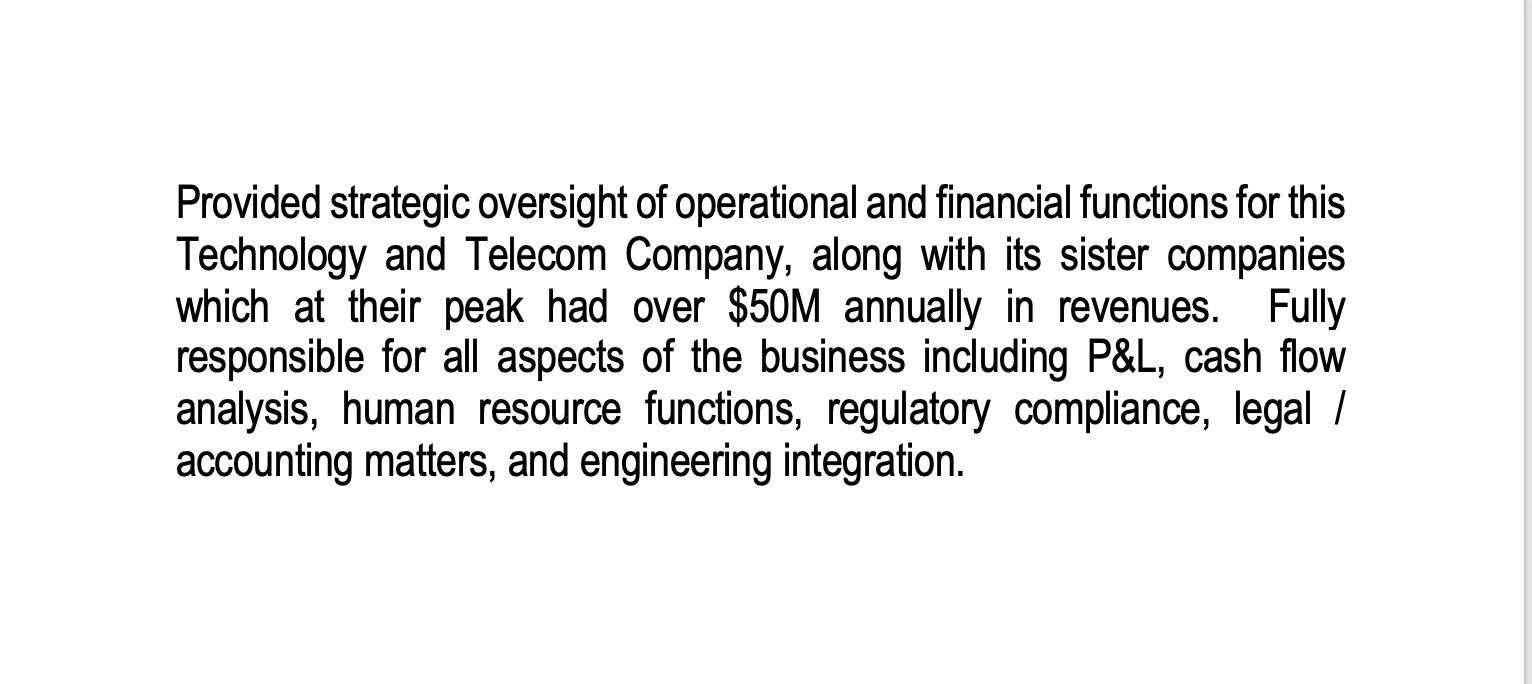 Provided strategic oversight of operational and financial functions for this
Technology and Telecom Company, along with its sister companies
which at their peak had over $50M annually in revenues.  Fully
responsible for all aspects of the business including P&L, cash flow
analysis, human resource functions, regulatory compliance, legal /
accounting matters, and engineering integration.